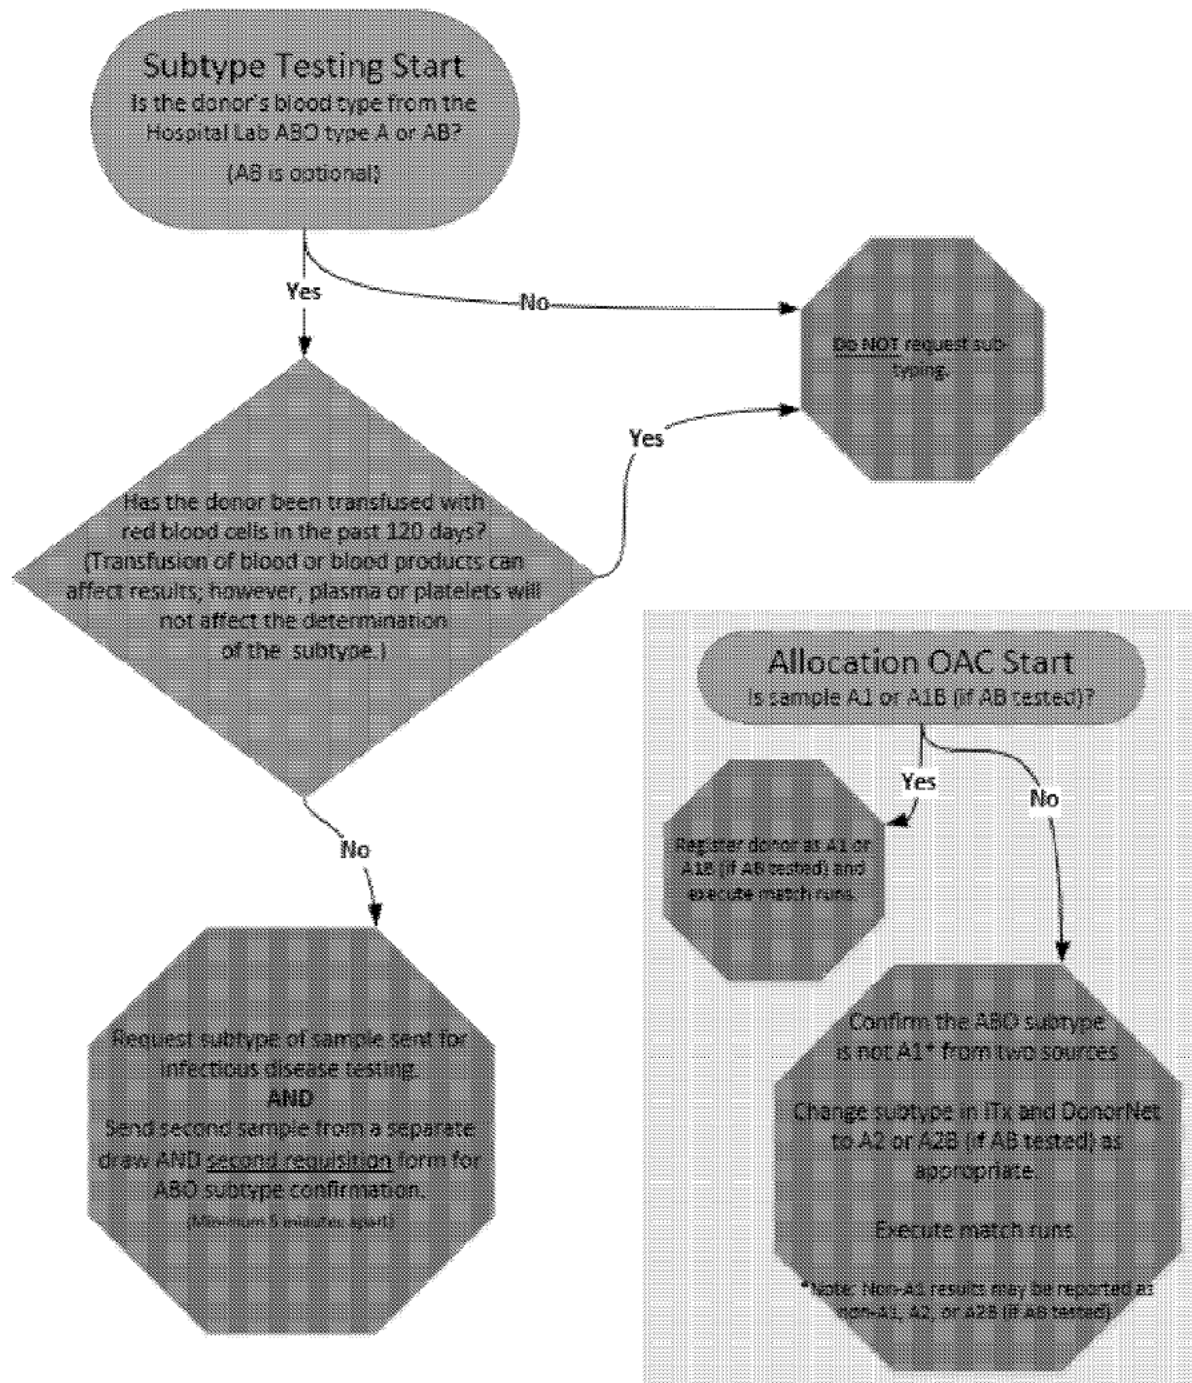 Subtype Testing Start
Is the donor's blood type from the
Hospital Lab ABO type A or AB?
(AB is optional)
Yes
No
Do NOT request sub-
typing.
Yes
Has the donor been transfused with
red blood cells in the past 120 days?
(Transfusion of blood or blood products can
affect results; however, plasma or platelets will
not affect the determination
of the subtype.)
No
Request subtype of sample sent for
infectious disease testing.
AND
Send second sample from a separate
draw AND second requisition form for
ABO subtype confirmation.
(Minimum 5 minutes apart)
Allocation OAC Start
Is sample A1 or A1B (if AB tested)?
Yes
No
Register donor as A1 or
A1B (if AB tested) and
execute match runs.
Confirm the ABO subtype
is not A1* from two sources
Change subtype in iTx and DonorNet
to A2 or A2B (if AB tested) as
appropriate.
Execute match runs.
*Note: Non-A1 results may be reported as
non-A1, A2, or A2B (if AB tested)